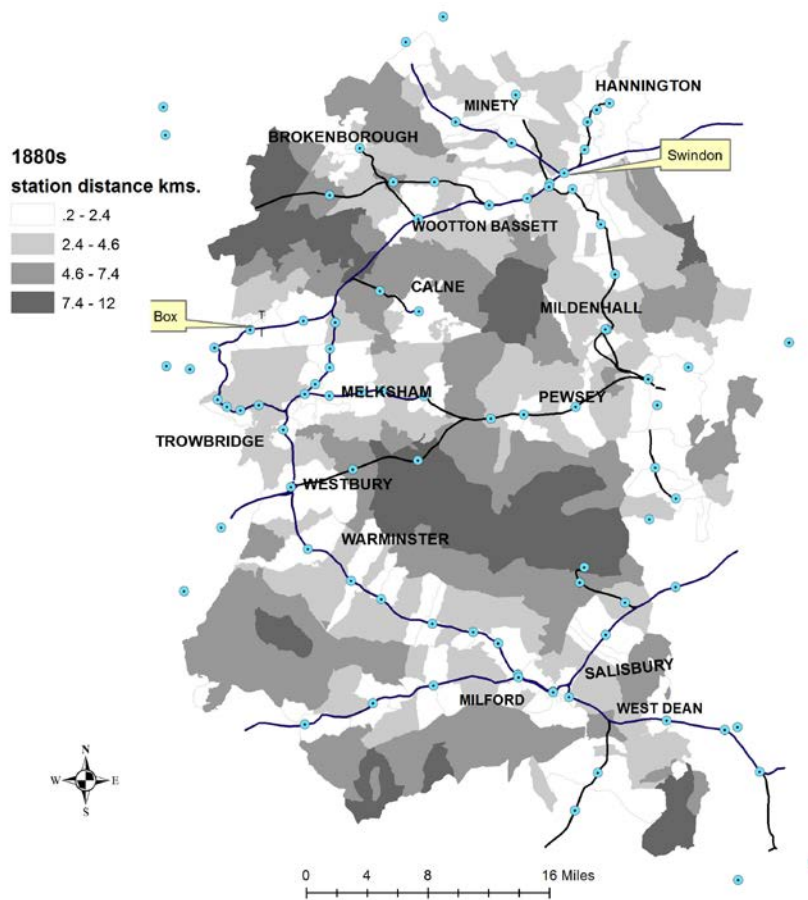 HANNINGTON
MINETY
BROKENBOROUGH
Swindon
1880s
station distance kms.
.2 - 2.4
2.4 - 4.6
4.6 - 7.4
7.4 - 12
WOOTTON BASSETT
CALNE
MILDENHALL
Box
MELKSHAM
PEWSEY
TROWBRIDGE
WESTBURY
WARMINSTER
SALISBURY
MILFORD
WEST DEAN
N
W E
S
0 4 8 16 Miles